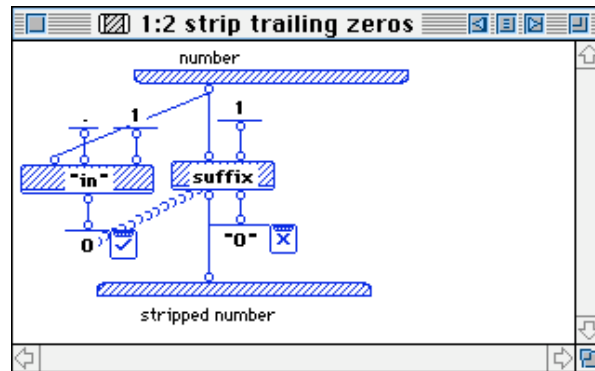 1:2 strip trailing zeros
number
. 1 1
"in" suffix
0 "0"
stripped number